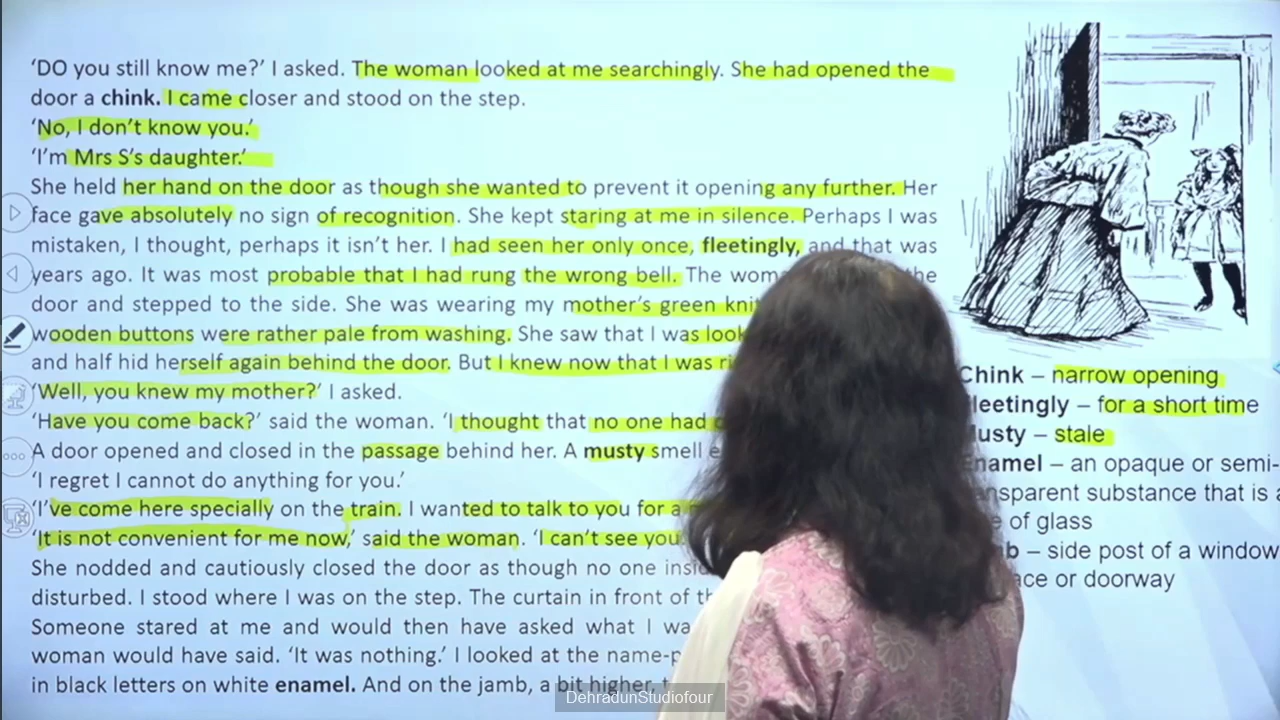 ‘DO you still know me?’ I asked. The woman looked at me searchingly. She had opened the
door a chink. I came closer and stood on the step.
‘No, I don’t know you.’
‘I’m Mrs S’s daughter.’
She held her hand on the door as though she wanted to prevent it opening any further. Her
face gave absolutely no sign of recognition. She kept staring at me in silence. Perhaps I was
mistaken, I thought, perhaps it isn’t her. I had seen her only once, fleetingly, and that was
years ago. It was most probable that I had rung the wrong bell. The the
door and stepped to the side. She was wearing my mother’s green
wooden buttons were rather pale from washing. She saw that I was
and half hid herself again behind the door. But I knew now that I was
‘Well, you knew my mother?’ I asked.
‘Have you come back?’ said the woman. ‘I thought that no one had
A door opened and closed in the passage behind her. A musty smell
‘I regret I cannot do anything for you.’
‘I’ve come here specially on the train. I wanted to talk to you for a
‘It is not convenient for me now,’ said the woman. ‘I can’t see you
She nodded and cautiously closed the door as though no one
disturbed. I stood where I was on the step. The curtain in front of
Someone stared at me and would then have asked what I
woman would have said. ‘It was nothing.’ I looked at the
in black letters on white enamel. And on the jamb, a bit higher,
Chink – narrow opening
– for a short time
– stale
Enamel – an opaque or semi-
substance that is
of glass
– side post of a window
or doorway
DehradunStudiofour